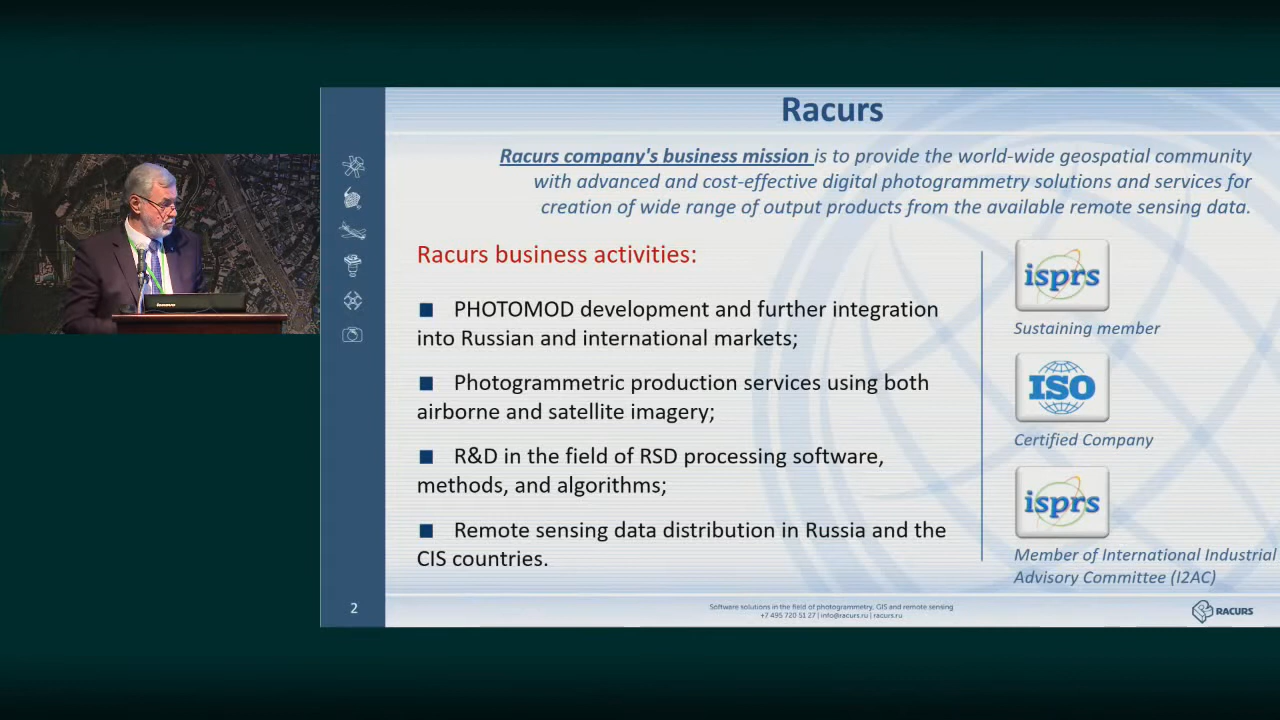 Racurs
Racurs company's business mission is to provide the world-wide geospatial community
with advanced and cost-effective digital photogrammetry solutions and services for
creation of wide range of output products from the available remote sensing data.
Racurs business activities:
PHOTOMOD development and further integration
into Russian and international markets;
Photogrammetric production services using both
airborne and satellite imagery;
R&D in the field of RSD processing software,
methods, and algorithms;
Remote sensing data distribution in Russia and the
CIS countries.
isprs
Sustaining member
ISO
Certified Company
isprs
Member of International Industrial
Advisory Committee (I2AC)
2
Software solutions in the field of photogrammetry, GIS and remote sensing
+7 495 720 51 27 | info@racurs.ru | racurs.ru
RACURS